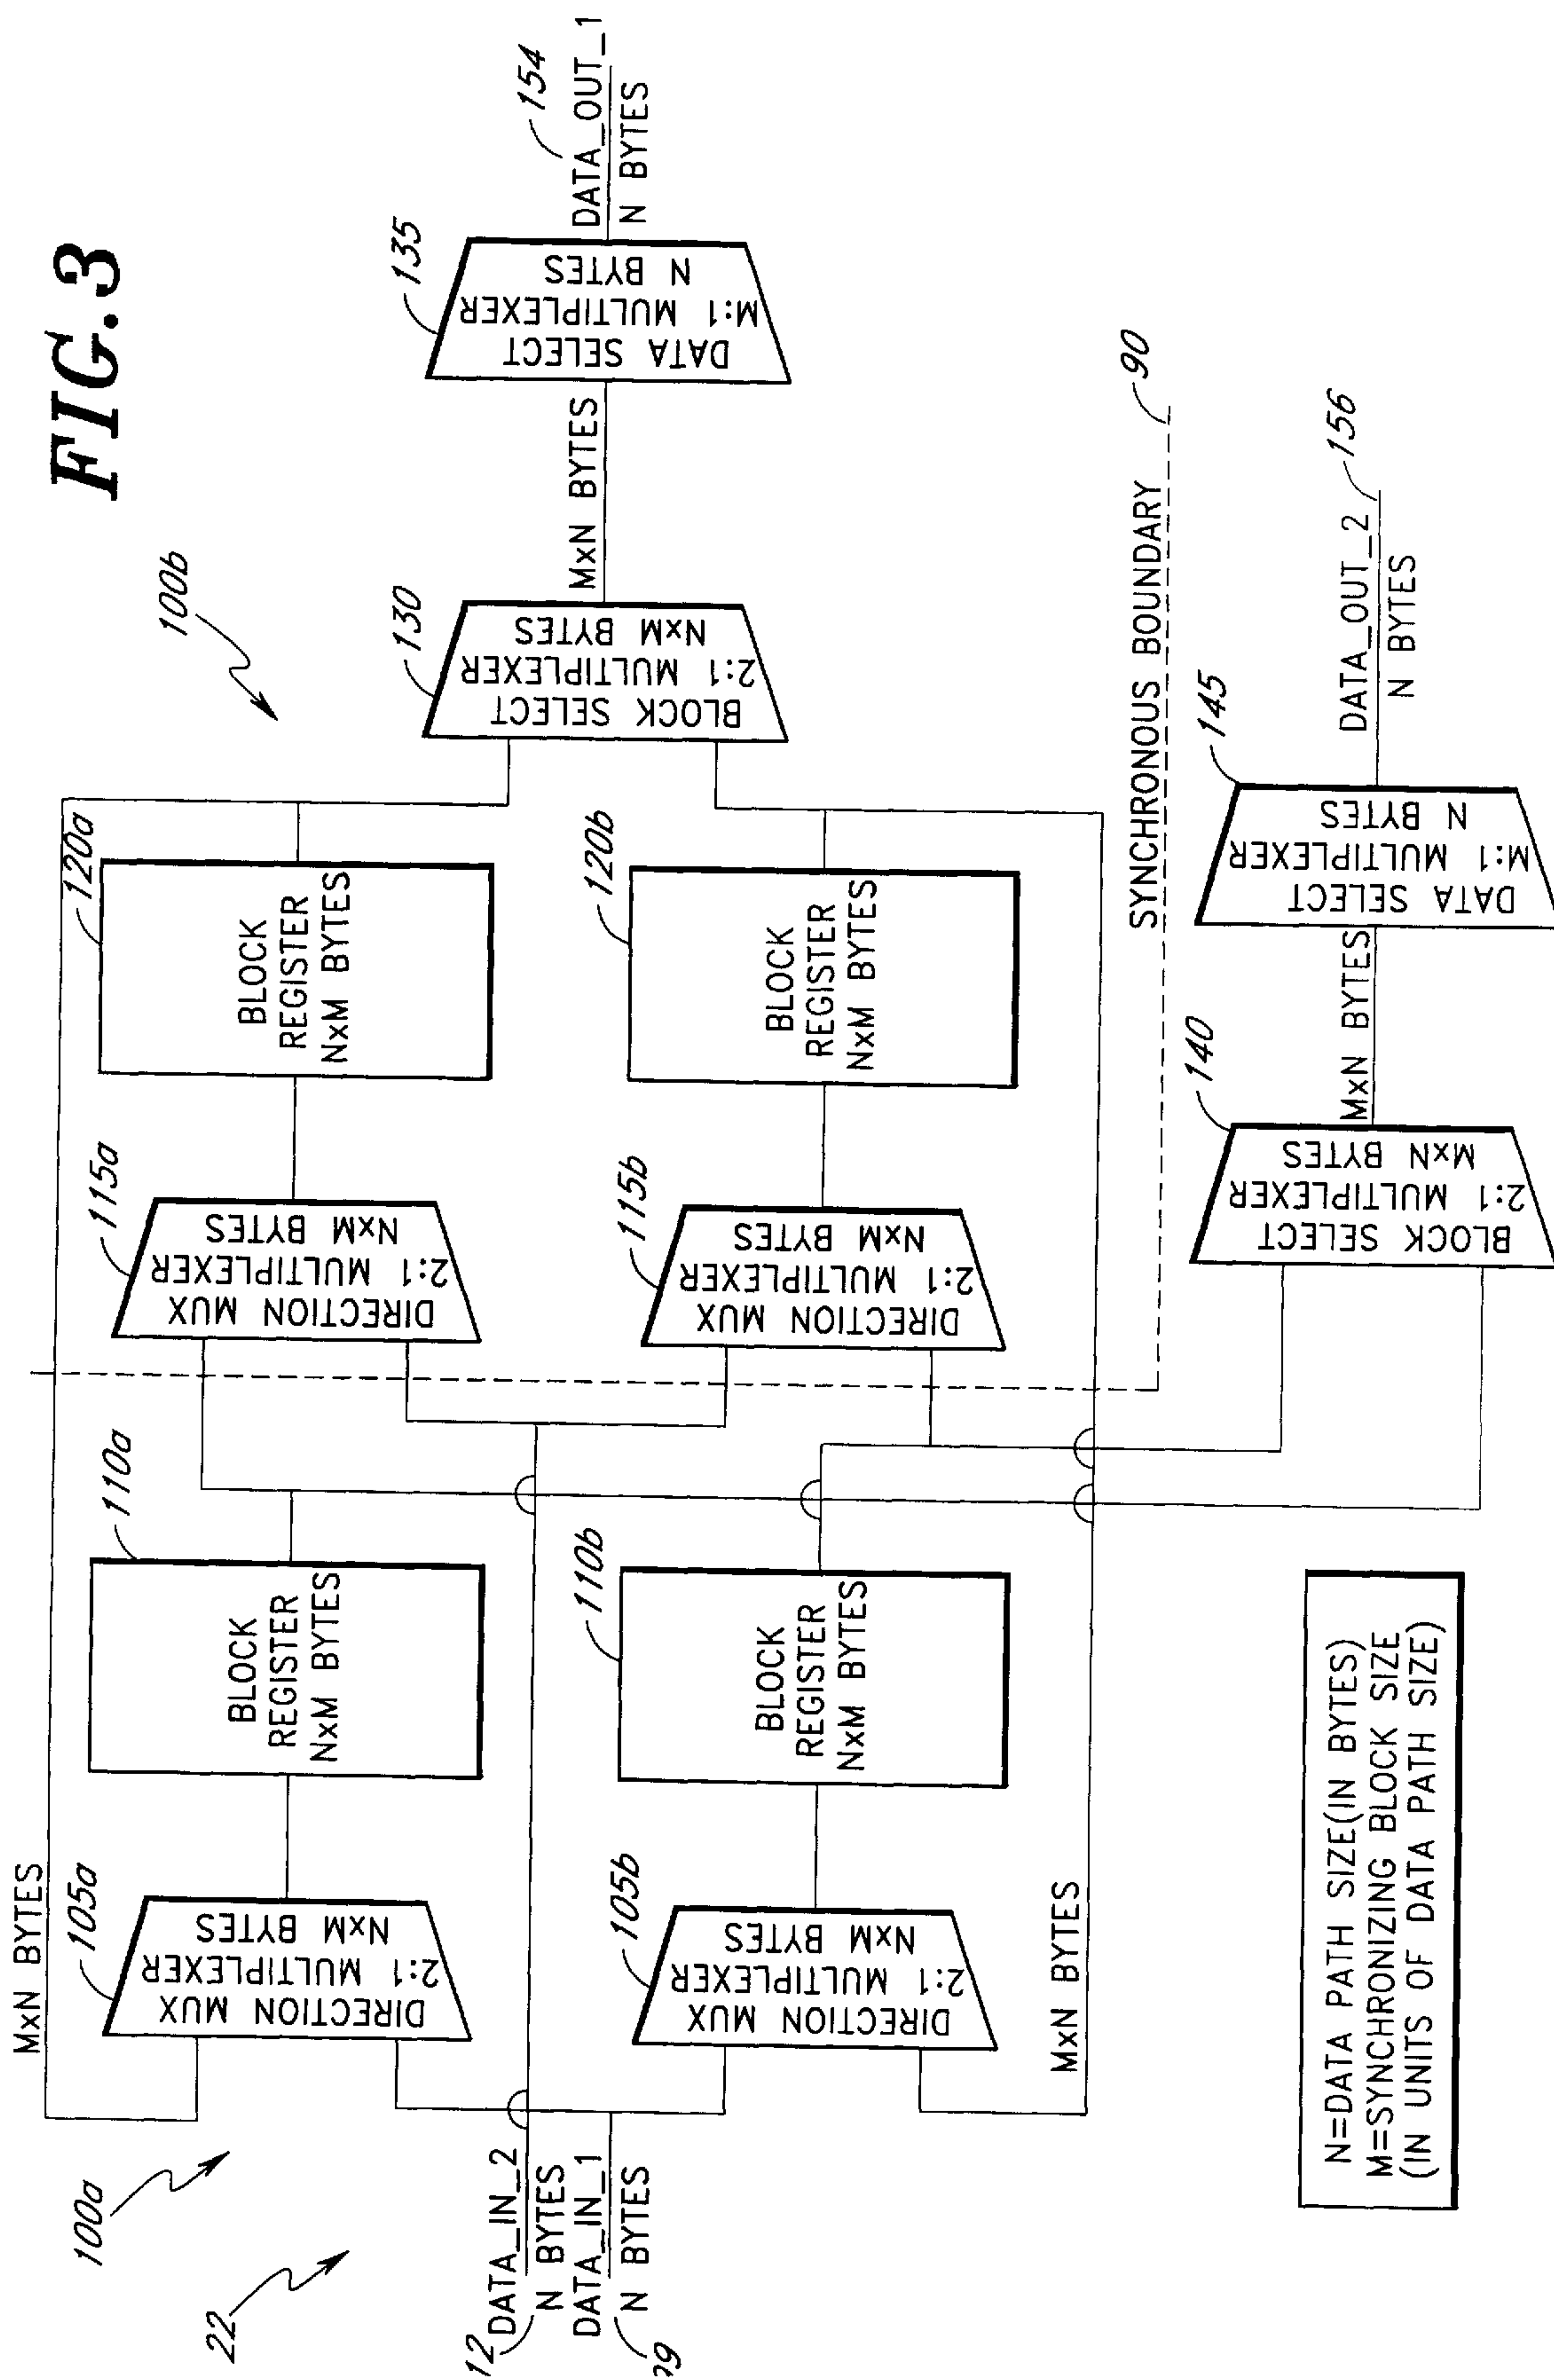 FIG.3
22
100a
100b
MxN BYTES
105a
DIRECTION MUX
2:1 MULTIPLEXER
NxM BYTES
110a
BLOCK
REGISTER
NxM BYTES
115a
DIRECTION MUX
2:1 MULTIPLEXER
NxM BYTES
120a
BLOCK
REGISTER
NxM BYTES
130
BLOCK SELECT
2:1 MULTIPLEXER
NxM BYTES
MxN BYTES
135
DATA SELECT
M:1 MULTIPLEXER
N BYTES
154
DATA_OUT_1
N BYTES
12
DATA_IN_2
N BYTES
DATA_IN_1
N BYTES
105b
DIRECTION MUX
2:1 MULTIPLEXER
NxM BYTES
110b
BLOCK
REGISTER
NxM BYTES
115b
DIRECTION MUX
2:1 MULTIPLEXER
NxM BYTES
120b
BLOCK
REGISTER
NxM BYTES
MxN BYTES
SYNCHRONOUS BOUNDARY
90
140
BLOCK SELECT
2:1 MULTIPLEXER
MxN BYTES
MxN BYTES
145
DATA SELECT
M:1 MULTIPLEXER
N BYTES
DATA_OUT_2
N BYTES
156
N=DATA PATH SIZE(IN BYTES)
M=SYNCHRONIZING BLOCK SIZE
(IN UNITS OF DATA PATH SIZE)